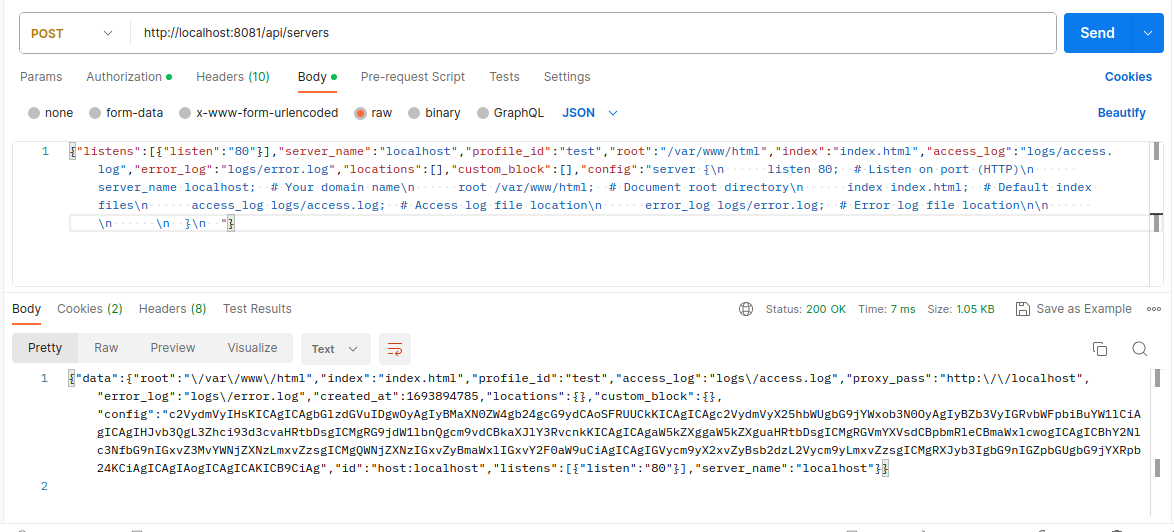 POST http://localhost:8081/api/servers Send
Params Authorization Headers (10) Body Pre-request Script Tests Settings Cookies
none form-data x-www-form-urlencoded raw binary GraphQL JSON Beautify
1 {"listens":[{"listen":"80"}],"server_name":"localhost","profile_id":"test","root":"/var/www/html","index":"index.html","access_log":"logs/access.
log","error_log":"logs/error.log","locations":[],"custom_block":[],"config":"server {\n      listen 80;  # Listen on port (HTTP)\n
server_name localhost;  # Your domain name\n      root /var/www/html;  # Document root directory\n      index index.html;  # Default index
files\n      access_log logs/access.log;  # Access log file location\n      error_log logs/error.log;  # Error log file location\n\n
\n      \n  }\n  "}
Body Cookies (2) Headers (8) Test Results Status: 200 OK Time: 7 ms Size: 1.05 KB Save as Example
Pretty Raw Preview Visualize Text
1 {"data":{"root":"\/var\/www\/html","index":"index.html","profile_id":"test","access_log":"logs\/access.log","proxy_pass":"http:\/\/localhost",
"error_log":"logs\/error.log","created_at":1693894785,"locations":{},"custom_block":{},
"config":"c2VydmVyIHsKICAgICAgbGlzdGVuIDgwOyAgIyBMaXN0ZW4gb24gcG9ydCAoSFRUUCkKICAgICAgc2VydmVyX25hbWUgbG9jYWxob3N0OyAgIyBZb3VyIGRvbWFpbiBuYW1lCiA
gICAgIHJvb3QgL3Zhci93d3cvaHRtbDsgICMgRG9jdW1lbnQgcm9vdCBkaXJlY3RvcnkKICAgICAgaW5kZXggaW5kZXguaHRtbDsgICMgRGVmYXVsdCBpbmRleCBmaWxlcwogICAgICBhY2Nl
c3NfbG9nIGxvZ3MvYWNjZXNzLmxvZzsgICMgQWNjZXNzIGxvZyBmaWxlIGxvY2F0aW9uCiAgICAgIGVycm9yX2xvZyBsb2dzL2Vycm9yLmxvZzsgICMgRXJyb3IgbG9nIGZpbGUgbG9jYXRpb
24KCiAgICAgIAogICAgICAKICB9CiAg","id":"host:localhost","listens":[{"listen":"80"}],"server_name":"localhost"}}
2